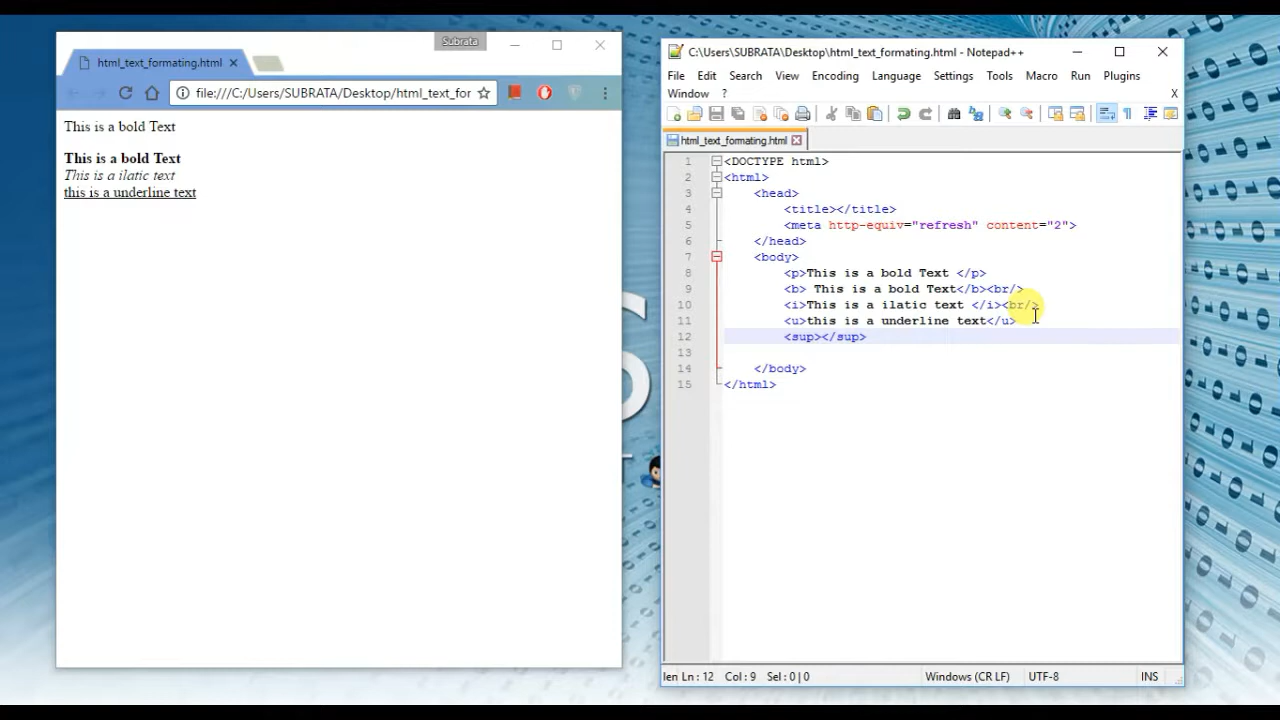 Subrata
html_text_formating.html
file:///C:/Users/SUBRATA/Desktop/html_text_for
This is a bold Text
This is a bold Text
This is a ilatic text
this is a underline text
C:\Users\SUBRATA\Desktop\html_text_formating.html - Notepad++
File Edit Search View Encoding Language Settings Tools Macro Run Plugins
Window ? X
html_text_formating.html
1 <DOCTYPE html>
2 <html>
3 <head>
4 <title></title>
5 <meta http-equiv="refresh" content="2">
6 </head>
7 <body>
8 <p>This is a bold Text </p>
9 <b> This is a bold Text</b><br/>
10 <i>This is a ilatic text </i><br/>
11 <u>this is a underline text</u>
12 <sup></sup>
13
14 </body>
15 </html>
len Ln : 12 Col : 9 Sel : 0 | 0 Windows (CR LF) UTF-8 INS